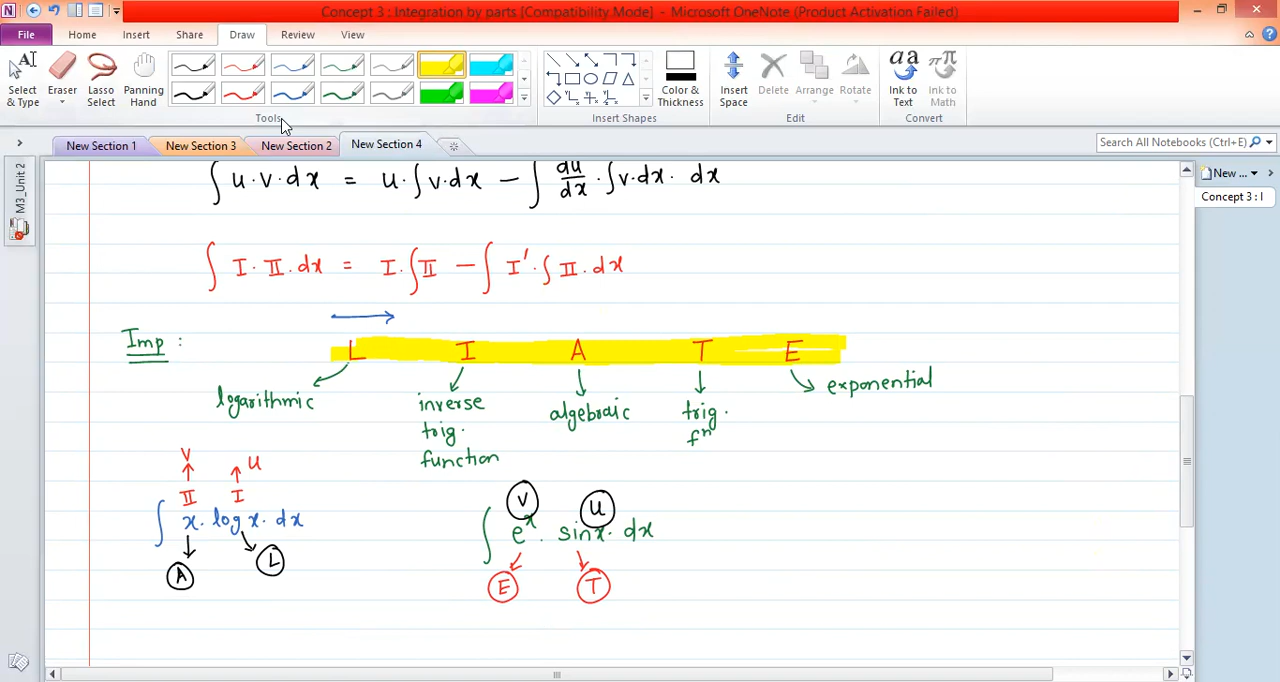 Concept 3 : Integration by parts [Compatibility Mode] - Microsoft OneNote (Product Activation Failed)
File Home Insert Share Draw Review View
Select & Type
Eraser
Lasso Select
Panning Hand
Color & Thickness
Insert Space
Delete
Arrange
Rotate
Ink to Text
Ink to Math
Tools
Insert Shapes
Edit
Convert
New Section 1
New Section 3
New Section 2
New Section 4
Search All Notebooks (Ctrl+E)
M3_Unit 2
New ...
Concept 3 : I
∫ u·v·dx = u·∫v·dx − ∫ du/dx · ∫v·dx· dx
∫ I· II·dx = I·∫II − ∫ I'·∫ II·dx
Imp :
L I A T E
logarithmic
inverse trig. function
algebraic
trig. fⁿ
exponential
V U
II I
∫ x· log x· dx
A L
V U
∫ eˣ · sinx· dx
E T